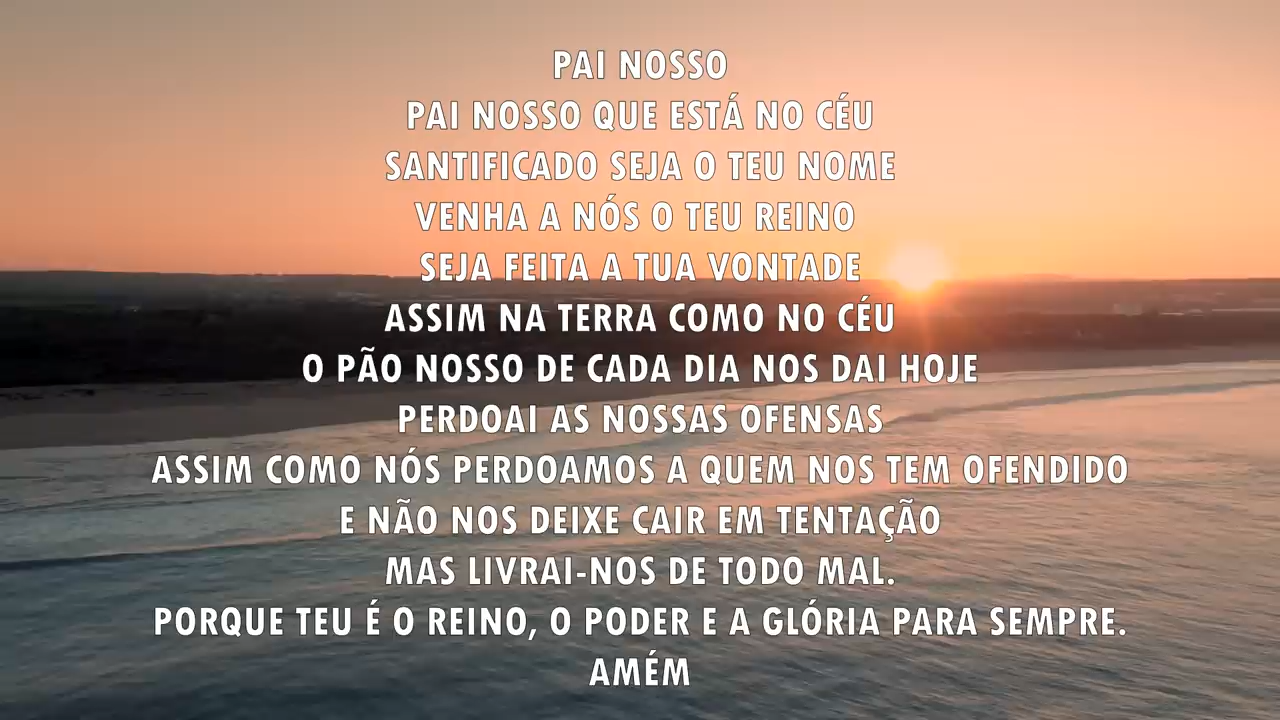 PAI NOSSO
PAI NOSSO QUE ESTÁ NO CÉU
SANTIFICADO SEJA O TEU NOME
VENHA A NÓS O TEU REINO
SEJA FEITA A TUA VONTADE
ASSIM NA TERRA COMO NO CÉU
O PÃO NOSSO DE CADA DIA NOS DAI HOJE
PERDOAI AS NOSSAS OFENSAS
ASSIM COMO NÓS PERDOAMOS A QUEM NOS TEM OFENDIDO
E NÃO NOS DEIXE CAIR EM TENTAÇÃO
MAS LIVRAI-NOS DE TODO MAL.
PORQUE TEU É O REINO, O PODER E A GLÓRIA PARA SEMPRE.
AMÉM